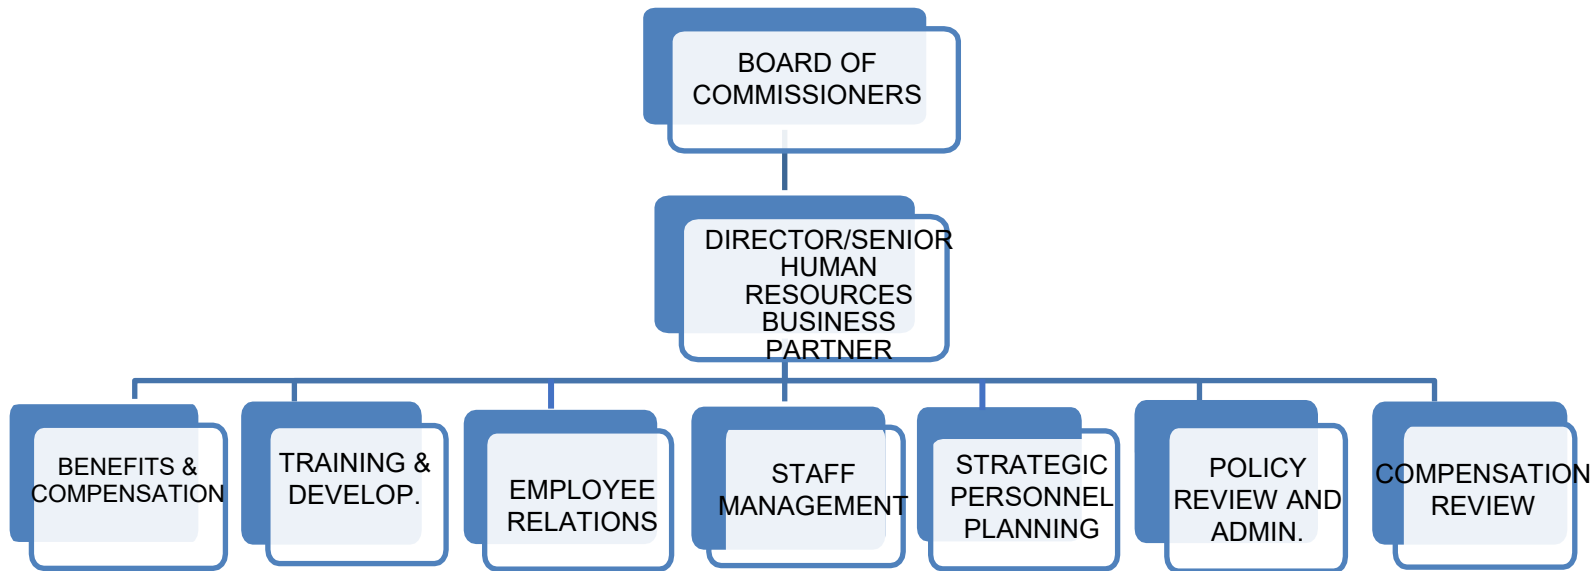 BOARD OF
COMMISSIONERS
DIRECTOR/SENIOR
HUMAN
RESOURCES
BUSINESS
PARTNER
BENEFITS &
COMPENSATION
TRAINING &
DEVELOP.
EMPLOYEE
RELATIONS
STAFF
MANAGEMENT
STRATEGIC
PERSONNEL
PLANNING
POLICY
REVIEW AND
ADMIN.
COMPENSATION
REVIEW